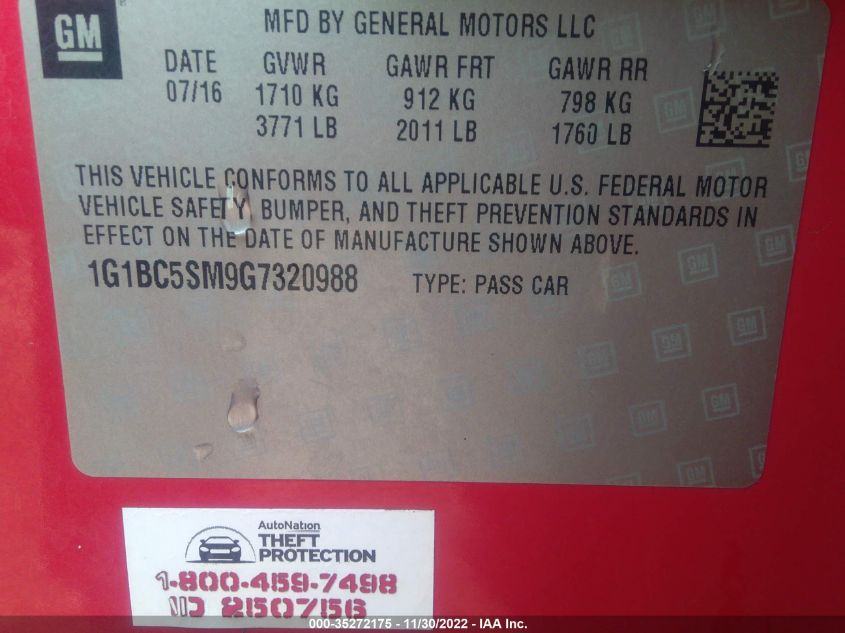 GM
MFD BY GENERAL MOTORS LLC
DATE GVWR GAWR FRT GAWR RR
07/16 1710 KG 912 KG 798 KG
3771 LB 2011 LB 1760 LB
THIS VEHICLE CONFORMS TO ALL APPLICABLE U.S. FEDERAL MOTOR
VEHICLE SAFETY, BUMPER, AND THEFT PREVENTION STANDARDS IN
EFFECT ON THE DATE OF MANUFACTURE SHOWN ABOVE.
1G1BC5SM9G7320988 TYPE: PASS CAR
AutoNation
THEFT
PROTECTION
1-800-459-7498
250756
000-35272175 - 11/30/2022 - IAA Inc.